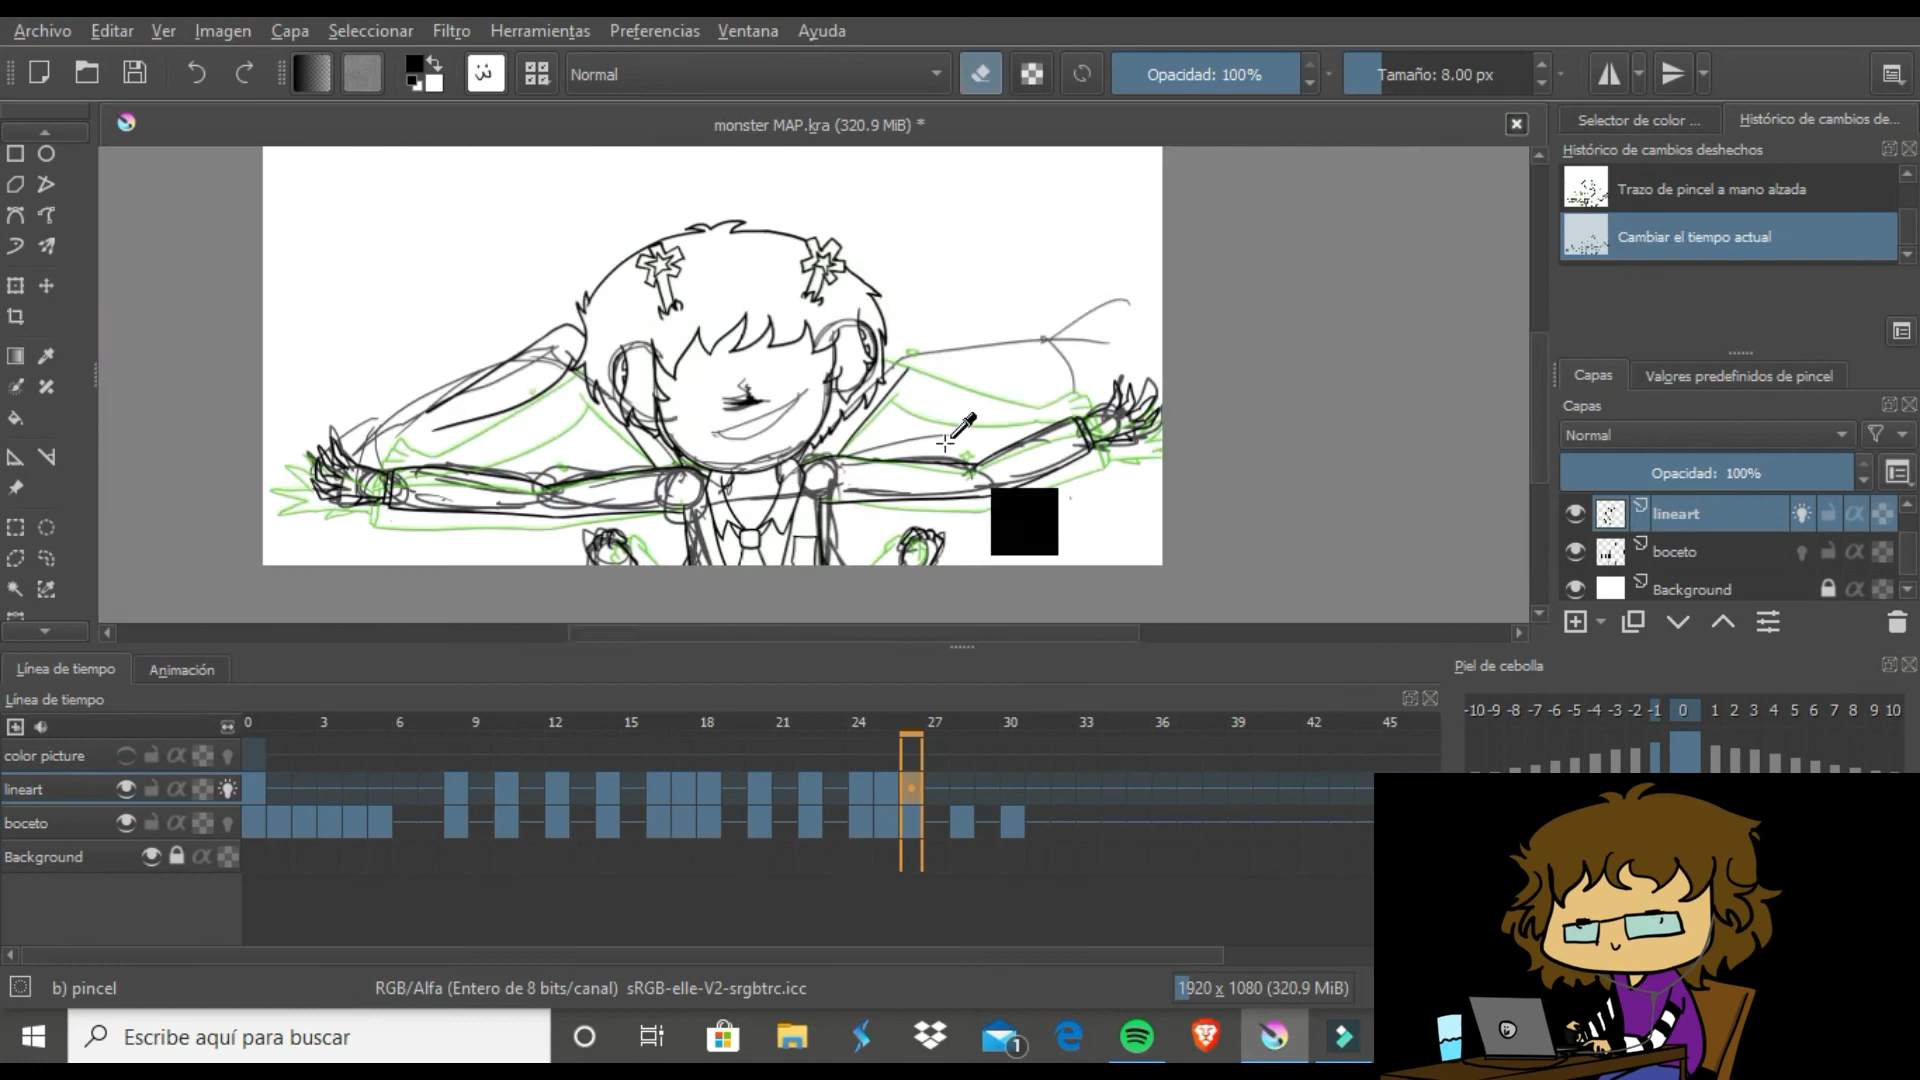 Archivo Editar Ver Imagen Capa Seleccionar Filtro Herramientas Preferencias Ventana Ayuda
Normal Opacidad: 100% Tamaño: 8.00 px
monster MAP.kra (320.9 MiB) *
Selector de color ... Histórico de cambios de...
Histórico de cambios deshechos
Trazo de pincel a mano alzada
Cambiar el tiempo actual
Capas Valores predefinidos de pincel
Capas
Normal
Opacidad: 100%
lineart
boceto
Background
Línea de tiempo Animación
Línea de tiempo
Piel de cebolla
0 3 6 9 12 15 18 21 24 27 30 33 36 39 42 45
-10 -9 -8 -7 -6 -5 -4 -3 -2 -1 0 1 2 3 4 5 6 7 8 9 10
color picture
lineart
boceto
Background
b) pincel RGB/Alfa (Entero de 8 bits/canal) sRGB-elle-V2-srgbtrc.icc 1920 x 1080 (320.9 MiB)
Escribe aquí para buscar
1